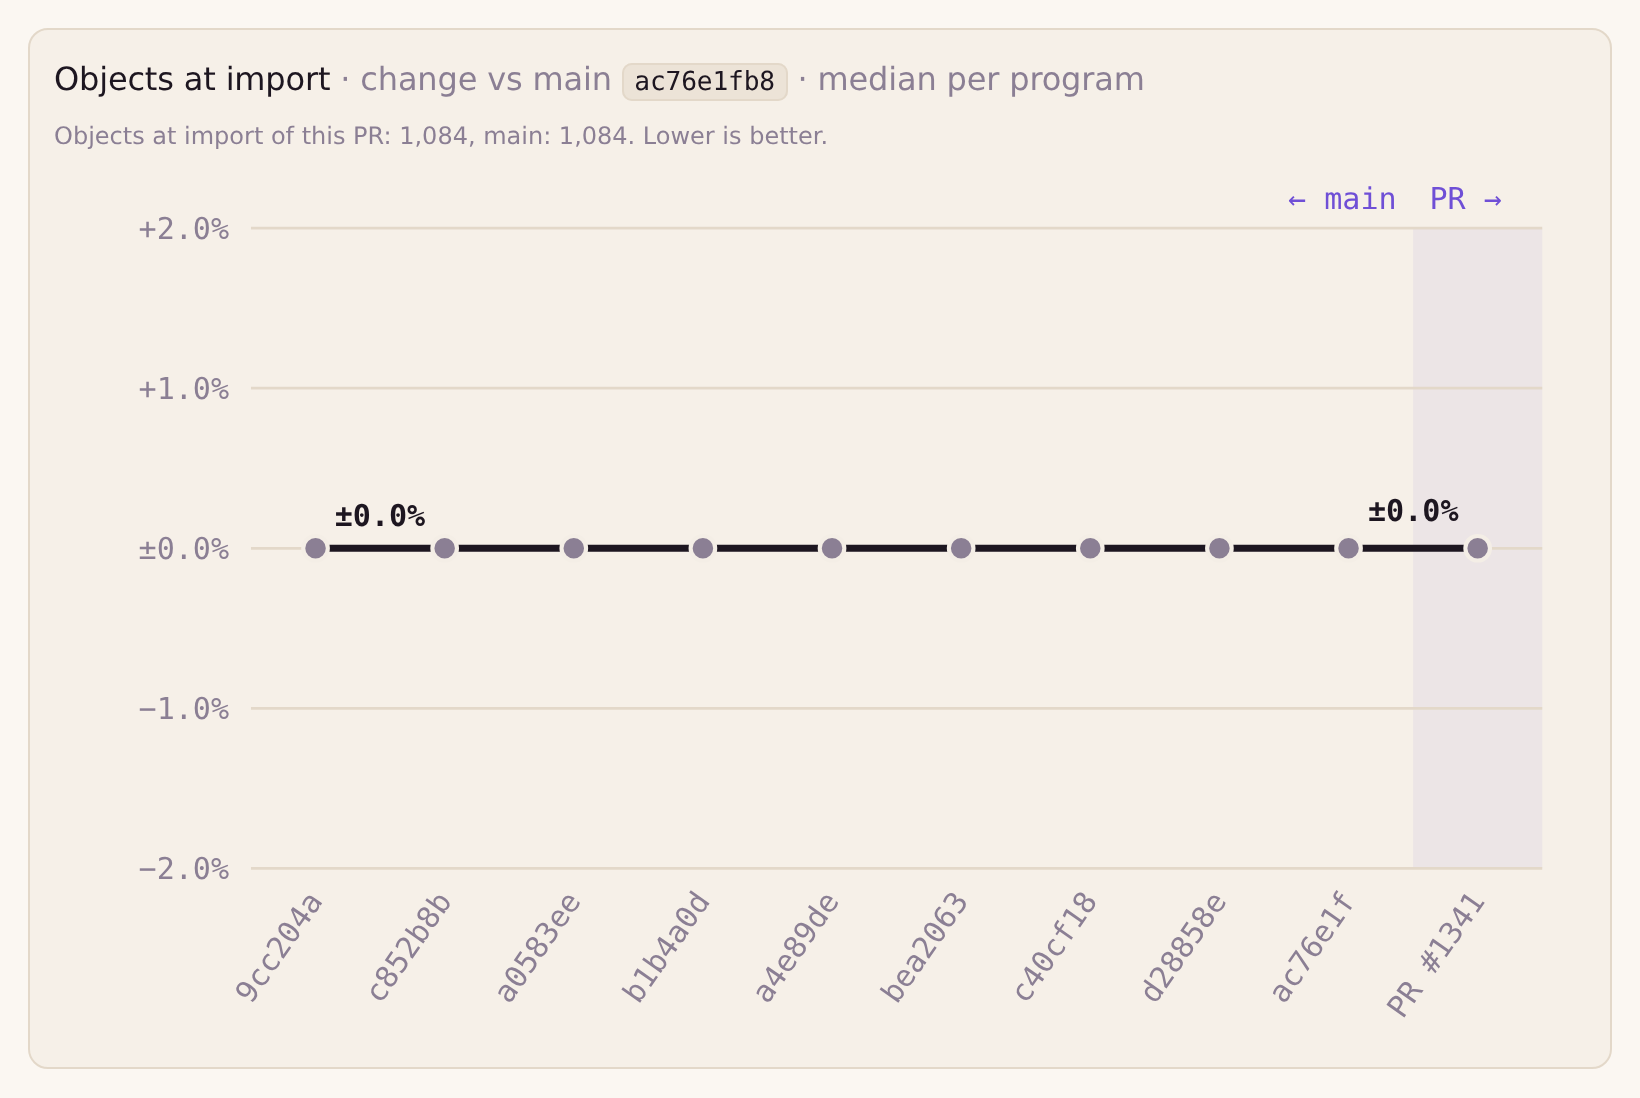 Objects at import · change vs main ac76e1fb8 · median per program
Objects at import of this PR: 1,084, main: 1,084. Lower is better.
← main PR →
+2.0%
+1.0%
±0.0%
−1.0%
−2.0%
±0.0%
±0.0%
9cc204a
c852b8b
a0583ee
b1b4a0d
a4e89de
bea2063
c40cf18
d28858e
ac76e1f
PR #1341